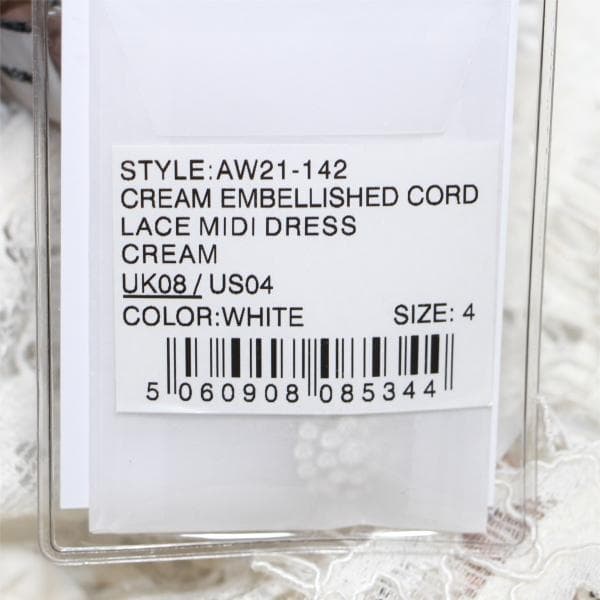 STYLE:AW21-142
CREAM EMBELLISHED CORD
LACE MIDI DRESS
CREAM
UK08 / US04
COLOR:WHITE SIZE: 4
5 060908 085344